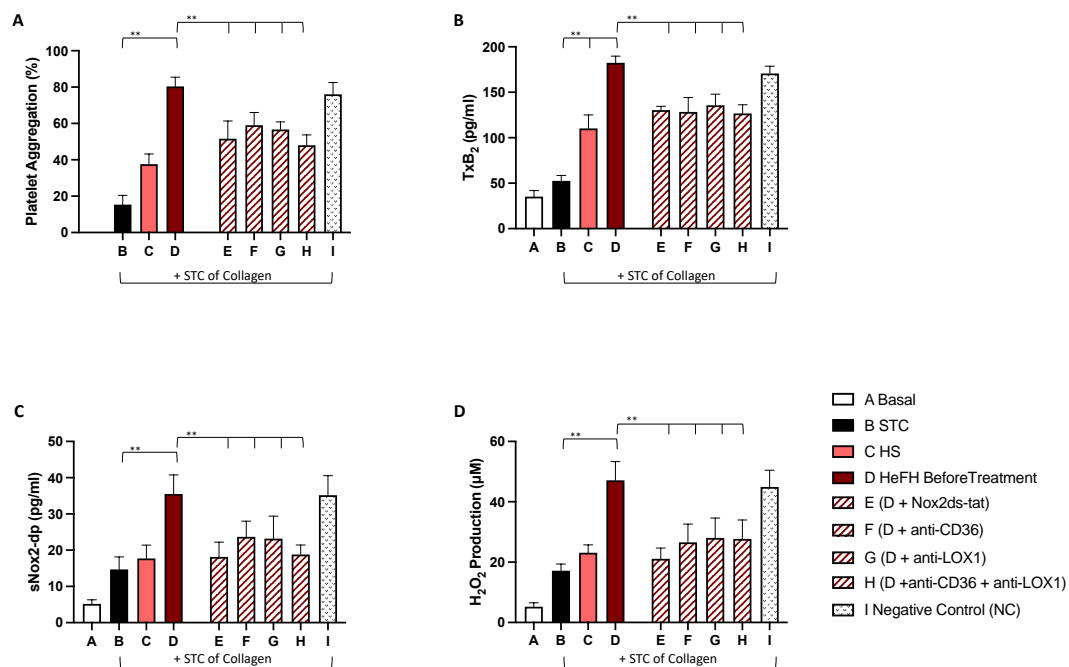 A
**
**
Platelet Aggregation (%)
100
80
60
40
20
0
B C D E F G H I
+ STC of Collagen
B
**
**
TxB2 (pg/ml)
200
150
100
50
0
A B C D E F G H I
+ STC of Collagen
C
**
**
sNox2-dp (pg/ml)
50
40
30
20
10
0
A B C D E F G H I
+ STC of Collagen
D
**
**
H2O2 Production (µM)
60
40
20
0
A B C D E F G H I
+ STC of Collagen
A Basal
B STC
C HS
D HeFH BeforeTreatment
E (D + Nox2ds-tat)
F (D + anti-CD36)
G (D + anti-LOX1)
H (D +anti-CD36 + anti-LOX1)
I Negative Control (NC)